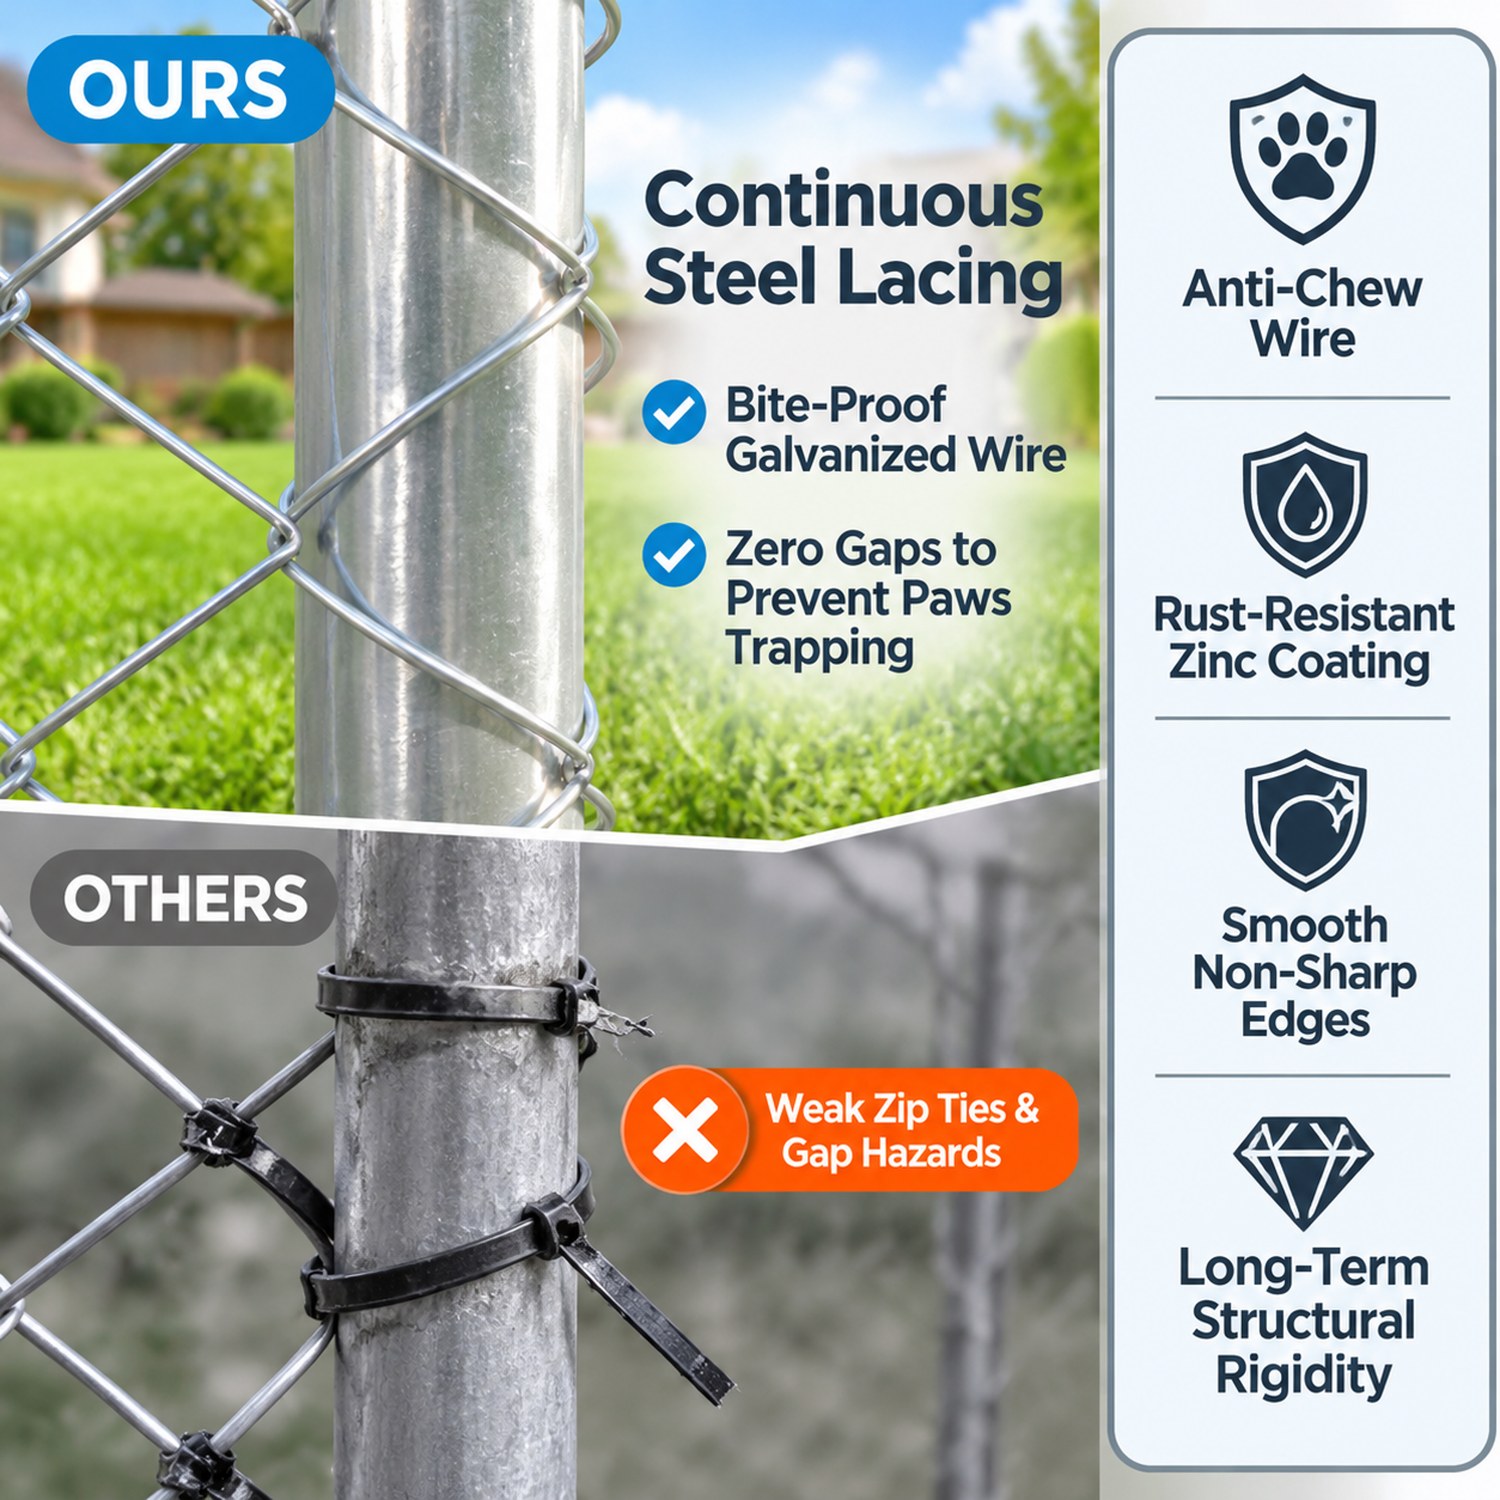 OURS
Continuous
Steel Lacing
Bite-Proof
Galvanized Wire
Zero Gaps to
Prevent Paws
Trapping
OTHERS
Weak Zip Ties &
Gap Hazards
Anti-Chew
Wire
Rust-Resistant
Zinc Coating
Smooth
Non-Sharp
Edges
Long-Term
Structural
Rigidity